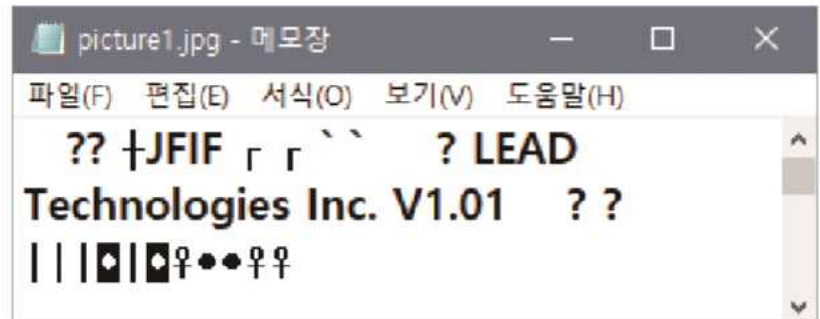 picture1.jpg - 메모장
파일(F) 편집(E) 서식(O) 보기(V) 도움말(H)
?? ┼JFIF ┌ ┌ `` ? LEAD
Technologies Inc. V1.01 ? ?
|||◘|◘♀••♀♀